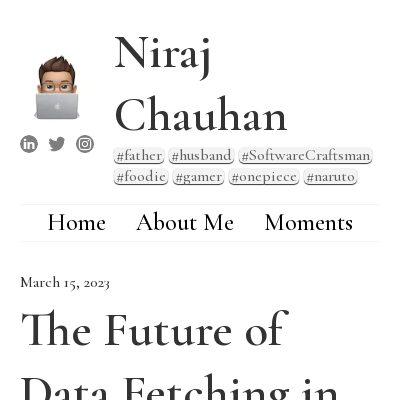 Niraj
Chauhan
#father #husband #SoftwareCraftsman
#foodie #gamer #onepiece #naruto
Home About Me Moments
March 15, 2023
The Future of
Data Fetching in